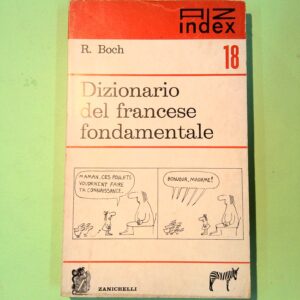 A/Z
index
R. Boch
18
Dizionario
del francese
fondamentale
MAMAN, CES POULETS
VOUDRAIENT FAIRE
TA CONNAISSANCE.
BONJOUR, MADAME!
ZANICHELLI